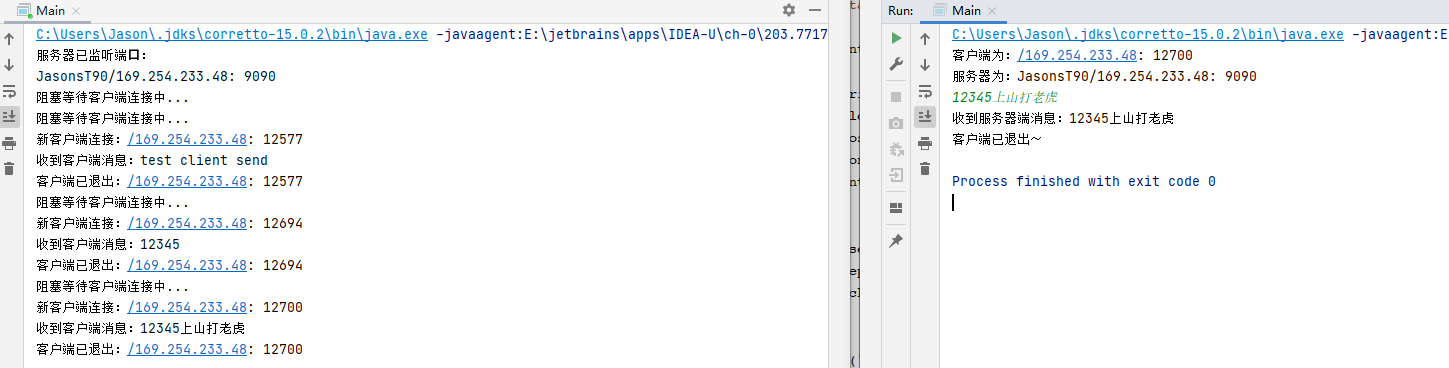 Main
C:\Users\Jason\.jdks\corretto-15.0.2\bin\java.exe -javaagent:E:\jetbrains\apps\IDEA-U\ch-0\203.7717
服务器已监听端口:
JasonsT90/169.254.233.48: 9090
阻塞等待客户端连接中...
阻塞等待客户端连接中...
新客户端连接: /169.254.233.48: 12577
收到客户端消息: test client send
客户端已退出: /169.254.233.48: 12577
阻塞等待客户端连接中...
新客户端连接: /169.254.233.48: 12694
收到客户端消息: 12345
客户端已退出: /169.254.233.48: 12694
阻塞等待客户端连接中...
新客户端连接: /169.254.233.48: 12700
收到客户端消息: 12345上山打老虎
客户端已退出: /169.254.233.48: 12700
Run: Main
C:\Users\Jason\.jdks\corretto-15.0.2\bin\java.exe -javaagent:E
客户端为: /169.254.233.48: 12700
服务器为: JasonsT90/169.254.233.48: 9090
12345上山打老虎
收到服务器端消息: 12345上山打老虎
客户端已退出~
Process finished with exit code 0